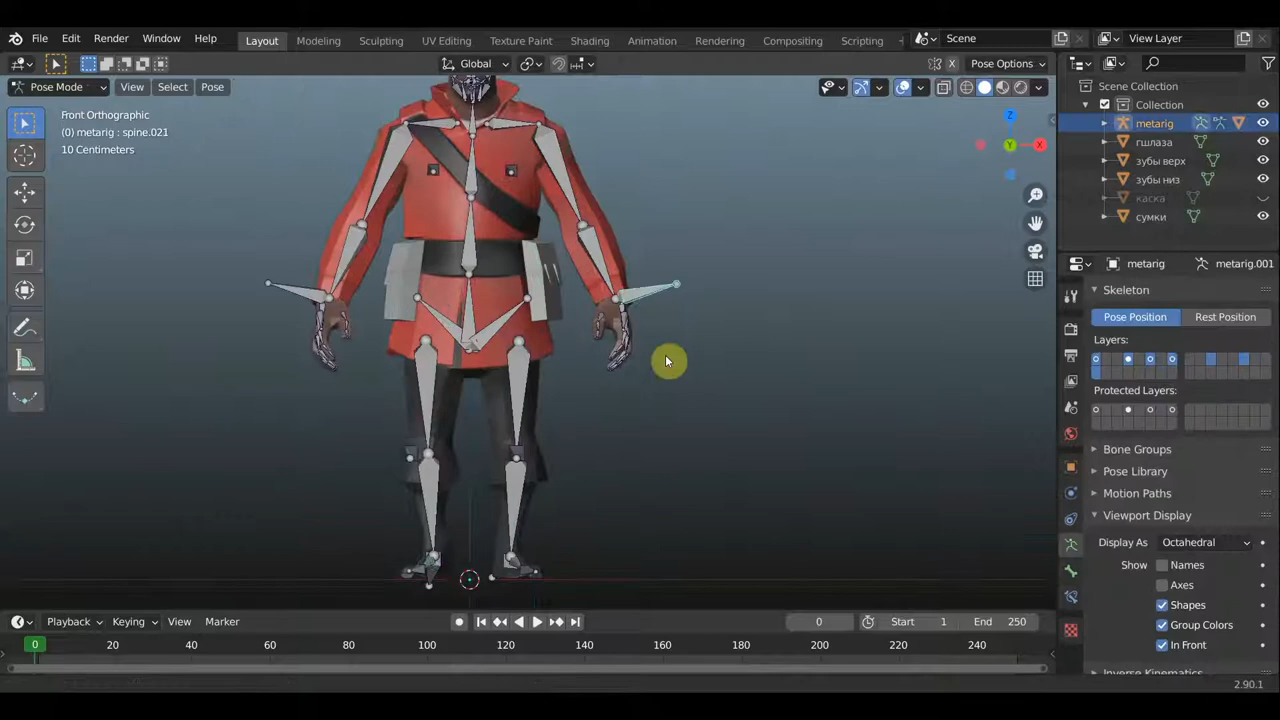 File Edit Render Window Help Layout Modeling Sculpting UV Editing Texture Paint Shading Animation Rendering Compositing Scripting Scene View Layer
Global Pose Options
Pose Mode View Select Pose
Scene Collection
Collection
metarig
гшлаза
зубы верх
зубы низ
каска
сумки
Front Orthographic
(0) metarig : spine.021
10 Centimeters
Z
Y
X
metarig metarig.001
Skeleton
Pose Position Rest Position
Layers:
Protected Layers:
Bone Groups
Pose Library
Motion Paths
Viewport Display
Display As Octahedral
Show Names
Axes
Shapes
Group Colors
In Front
Inverse Kinematics
Playback Keying View Marker 0 Start 1 End 250
0 20 40 60 80 100 120 140 160 180 200 220 240
2.90.1